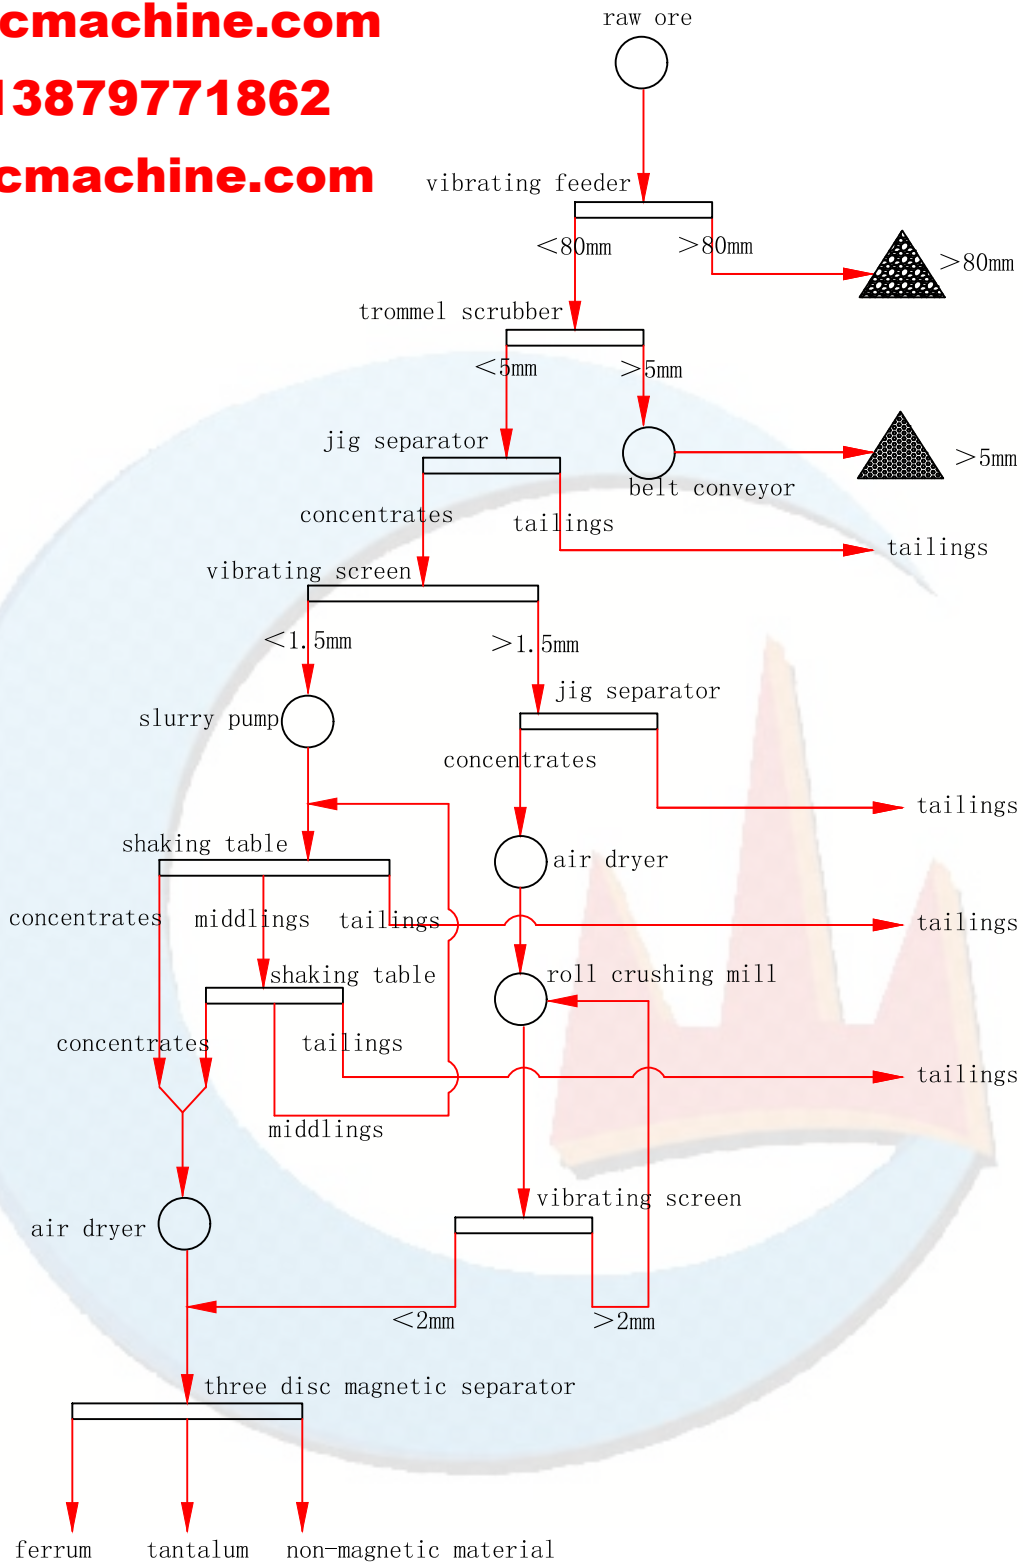 cmachine.com
13879771862
cmachine.com
raw ore
vibrating feeder
<80mm
>80mm
>80mm
trommel scrubber
<5mm
>5mm
jig separator
>5mm
belt conveyor
concentrates
tailings
tailings
vibrating screen
<1.5mm
>1.5mm
jig separator
slurry pump
concentrates
tailings
shaking table
air dryer
concentrates
middlings
tailings
tailings
shaking table
roll crushing mill
concentrates
tailings
tailings
middlings
vibrating screen
air dryer
<2mm
>2mm
three disc magnetic separator
ferrum
tantalum
non-magnetic material